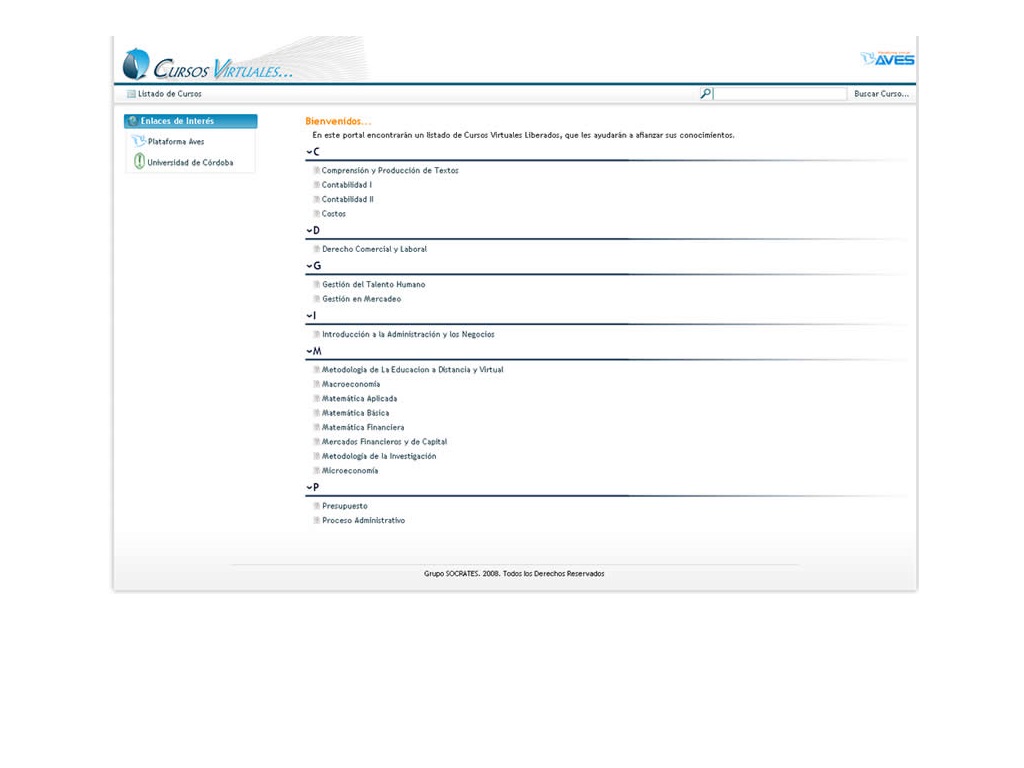 Cursos Virtuales...
AVES
Listado de Cursos
Buscar Curso...
Enlaces de Interés
Plataforma Aves
Universidad de Córdoba
Bienvenidos...
En este portal encontrarán un listado de Cursos Virtuales Liberados, que les ayudarán a afianzar sus conocimientos.
C
Comprensión y Producción de Textos
Contabilidad I
Contabilidad II
Costos
D
Derecho Comercial y Laboral
G
Gestión del Talento Humano
Gestión en Mercadeo
I
Introducción a la Administración y los Negocios
M
Metodología de La Educacion a Distancia y Virtual
Macroeconomía
Matemática Aplicada
Matemática Básica
Matemática Financiera
Mercados Financieros y de Capital
Metodología de la Investigación
Microeconomía
P
Presupuesto
Proceso Administrativo
Grupo SOCRATES. 2008. Todos los Derechos Reservados